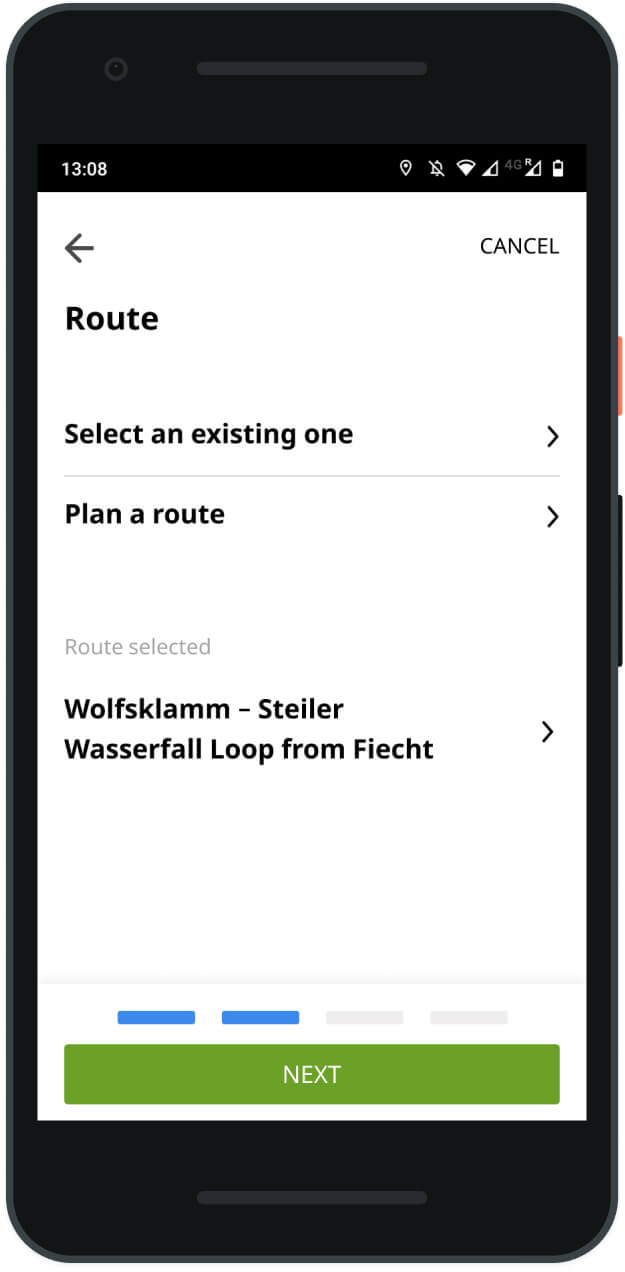 13:08
4G R
CANCEL
Route
Select an existing one
Plan a route
Route selected
Wolfsklamm – Steiler
Wasserfall Loop from Fiecht
NEXT